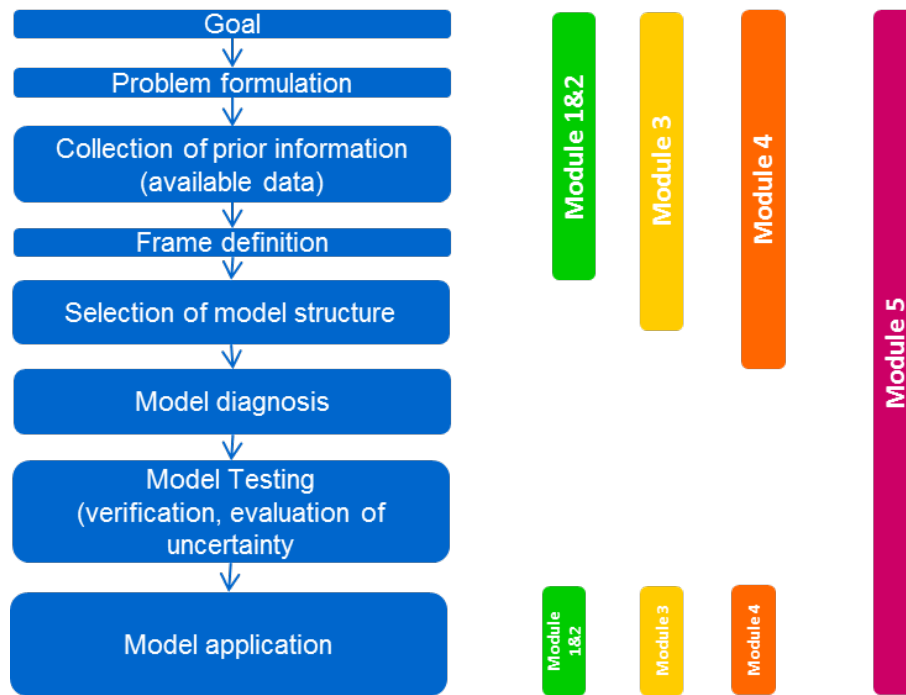 Goal
Problem formulation
Collection of prior information
(available data)
Frame definition
Selection of model structure
Model diagnosis
Model Testing
(verification, evaluation of
uncertainty
Model application
Module 1&2
Module 3
Module 4
Module 5
Module
1&2
Module 3
Module 4